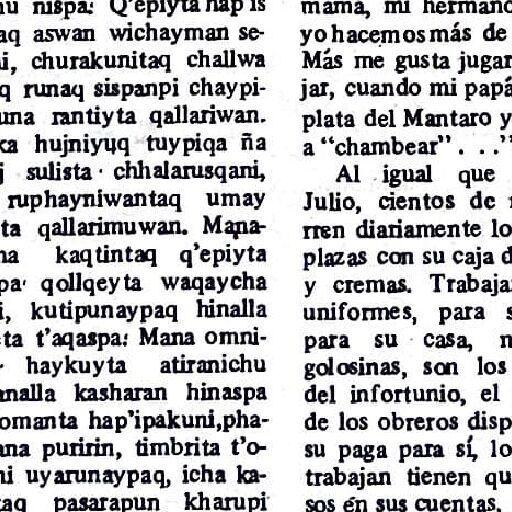 nispa: Q'epiyta hap'is
aq aswan wichayman se-
i, churakunitaq challwa
q runaq sispanpi chaypi-
una rantiyta qallariwan.
ka hujniyuq tuypiqa ña
j sulista chhalarusqani,
ruphayniwantaq umay
ta qallarimuwan. Mana-
na kaqtintaq q'epiyta
pa qollqeyta waqaycha
i, kutipunaypaq hinalla
ta t'aqaspa: Mana omni-
haykuyta atiranichu
analla kasharan hinaspa
omanta hap'ipakuni,pha-
ana puririn, timbrita t'o-
ni uyarunaypaq, icha ka-
taq pasarapun kharupi
mamá, mi hermano
yo hacemos más de
Más me gusta jugar
jar, cuando mi papá
plata del Mantaro y
a "chambear" . . ."
Al igual que
Julio, cientos de
rren diariamente lo
plazas con su caja d
y cremas. Trabaja
uniformes, para s
para su casa, n
golosinas, son los
del infortunio, el
de los obreros disp
su paga para sí, lo
trabajan tienen qu
sos en sus cuentas.